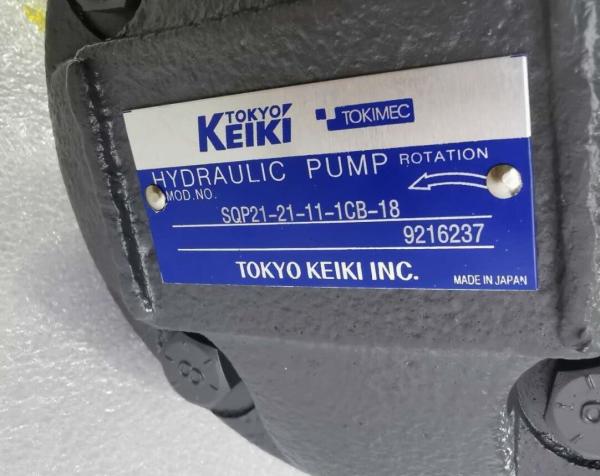 TOKYO
KEIKI
TOKIMEC
HYDRAULIC PUMP ROTATION
MOD.NO.
SQP21-21-11-1CB-18
9216237
TOKYO KEIKI INC.
MADE IN JAPAN
8